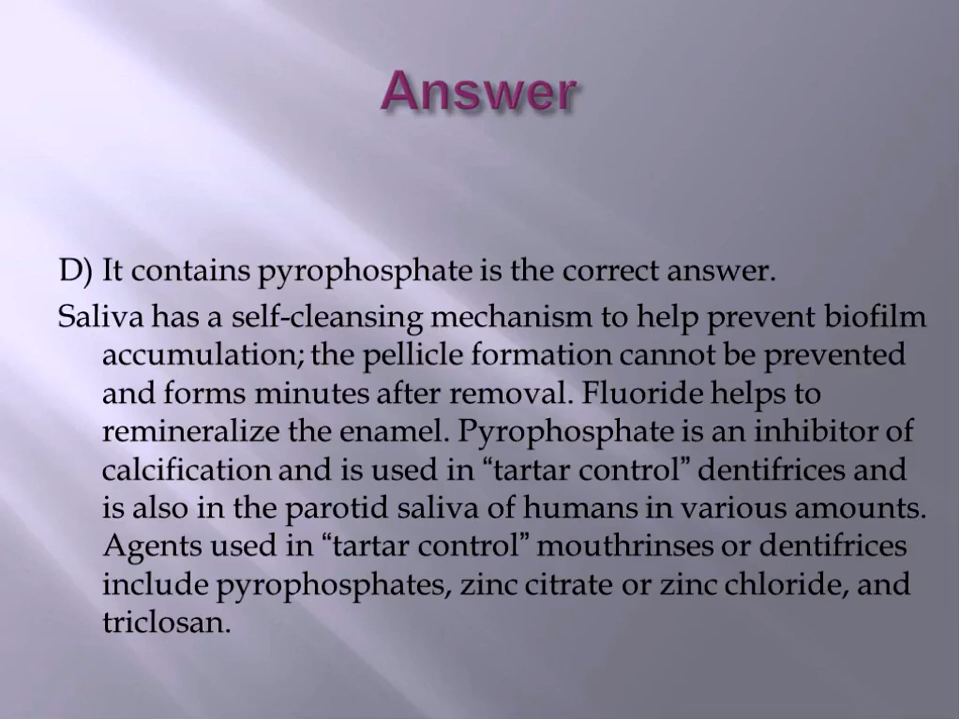 Answer
D) It contains pyrophosphate is the correct answer.
Saliva has a self-cleansing mechanism to help prevent biofilm
accumulation; the pellicle formation cannot be prevented
and forms minutes after removal. Fluoride helps to
remineralize the enamel. Pyrophosphate is an inhibitor of
calcification and is used in “tartar control” dentifrices and
is also in the parotid saliva of humans in various amounts.
Agents used in “tartar control” mouthrinses or dentifrices
include pyrophosphates, zinc citrate or zinc chloride, and
triclosan.